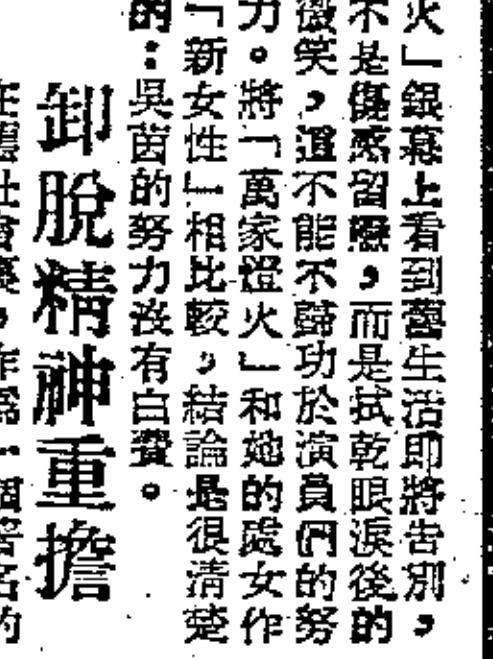 火」銀幕上看到舊生活即將告別，
不是傷感留戀，而是拭乾眼淚後的
微笑，這不能不歸功於演員們的努
力。將「萬家燈火」和她的處女作
「新女性」相比較，結論是很清楚
的：吳茵的努力沒有白費。
卸脫精神重擔